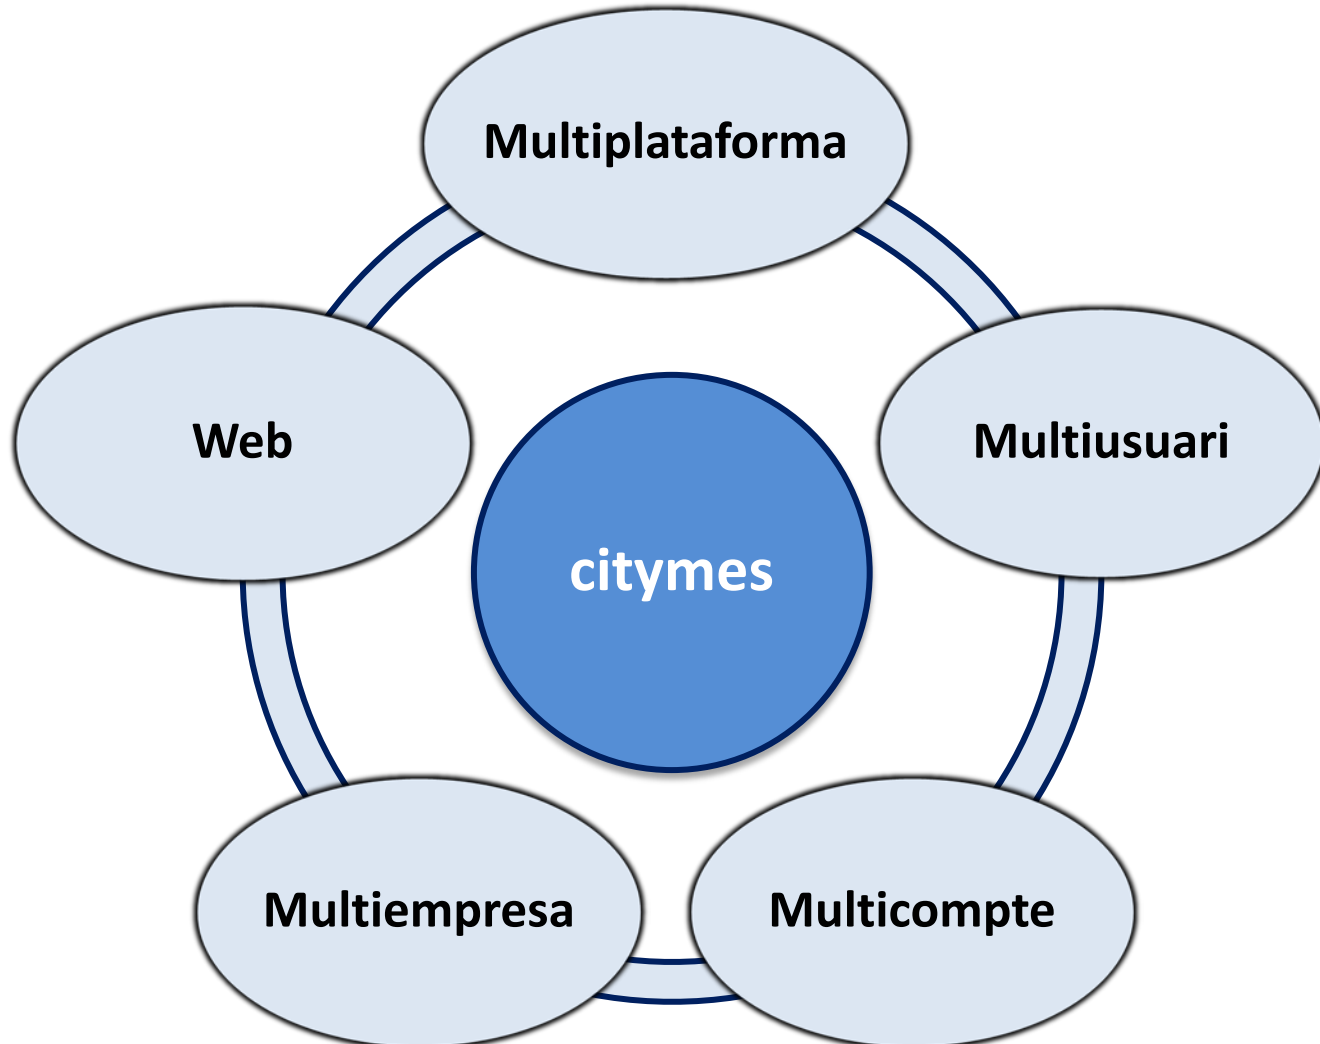 Multiplataforma
Web
Multiusuari
citymes
Multiempresa
Multicompte